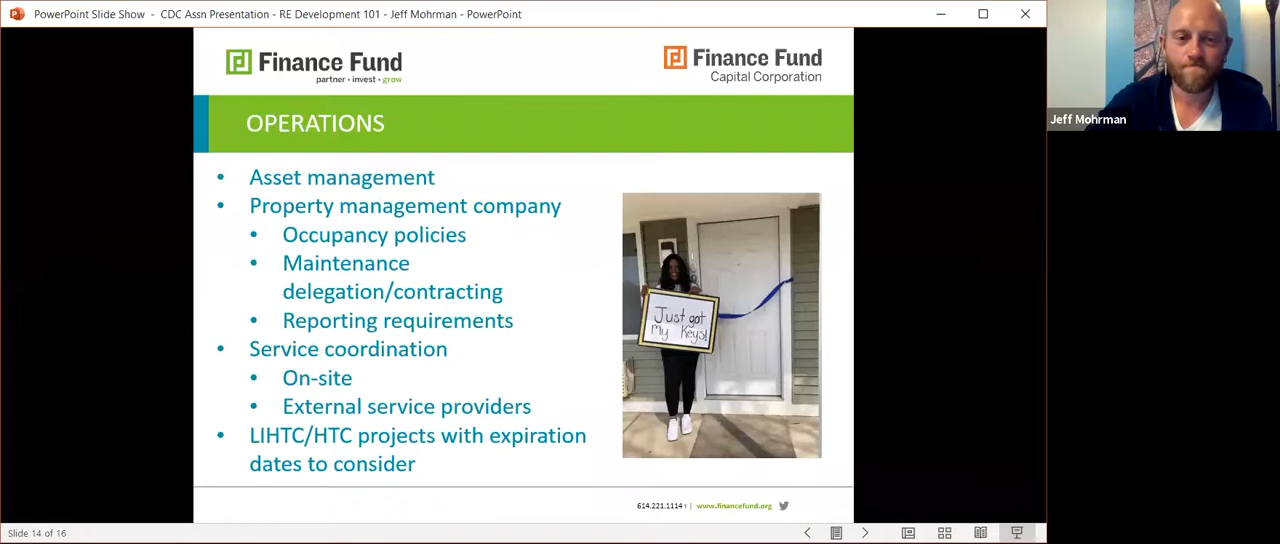 PowerPoint Slide Show - CDC Assn Presentation - RE Development 101 - Jeff Mohrman - PowerPoint
Finance Fund
partner • invest • grow
Finance Fund
Capital Corporation
OPERATIONS
• Asset management
• Property management company
• Occupancy policies
• Maintenance
delegation/contracting
• Reporting requirements
• Service coordination
• On-site
• External service providers
• LIHTC/HTC projects with expiration
dates to consider
Just got
My Keys!
614.221.1114 t | www.financefund.org
Slide 14 of 16
Jeff Mohrman